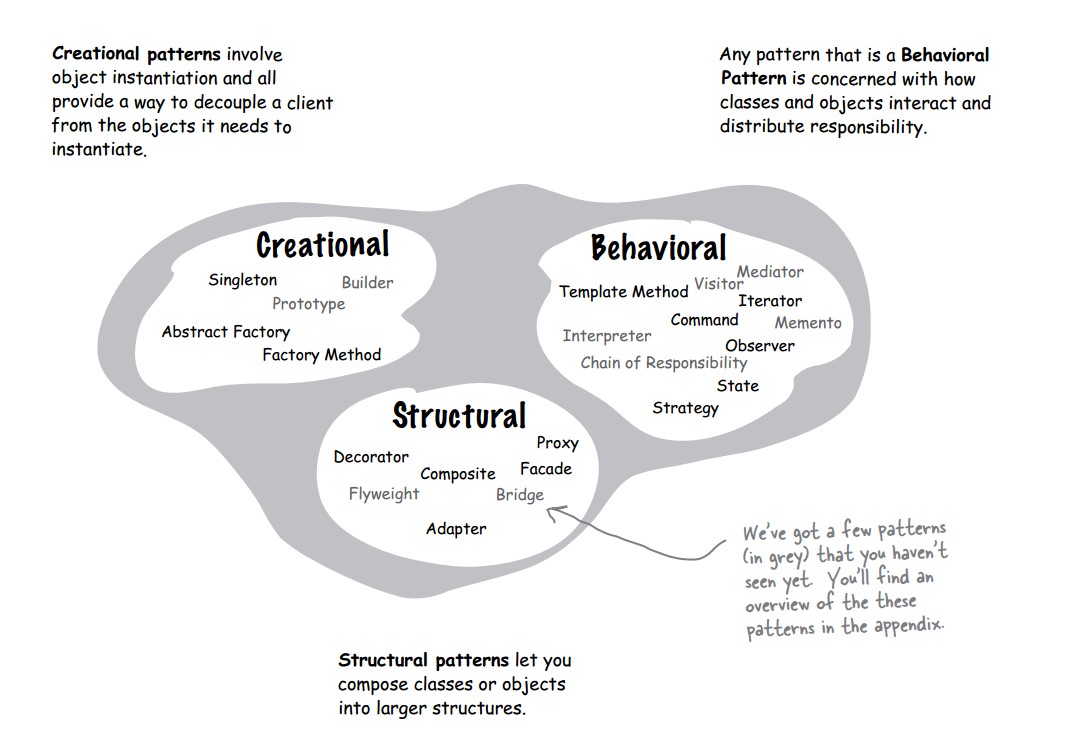 Creational patterns involve
object instantiation and all
provide a way to decouple a client
from the objects it needs to
instantiate.
Any pattern that is a Behavioral
Pattern is concerned with how
classes and objects interact and
distribute responsibility.
Creational
Singleton
Builder
Prototype
Abstract Factory
Factory Method
Behavioral
Mediator
Visitor
Template Method
Iterator
Command
Memento
Interpreter
Observer
Chain of Responsibility
State
Strategy
Structural
Proxy
Decorator
Facade
Composite
Flyweight
Bridge
Adapter
We've got a few patterns
(in grey) that you haven't
seen yet. You'll find an
overview of the these
patterns in the appendix.
Structural patterns let you
compose classes or objects
into larger structures.